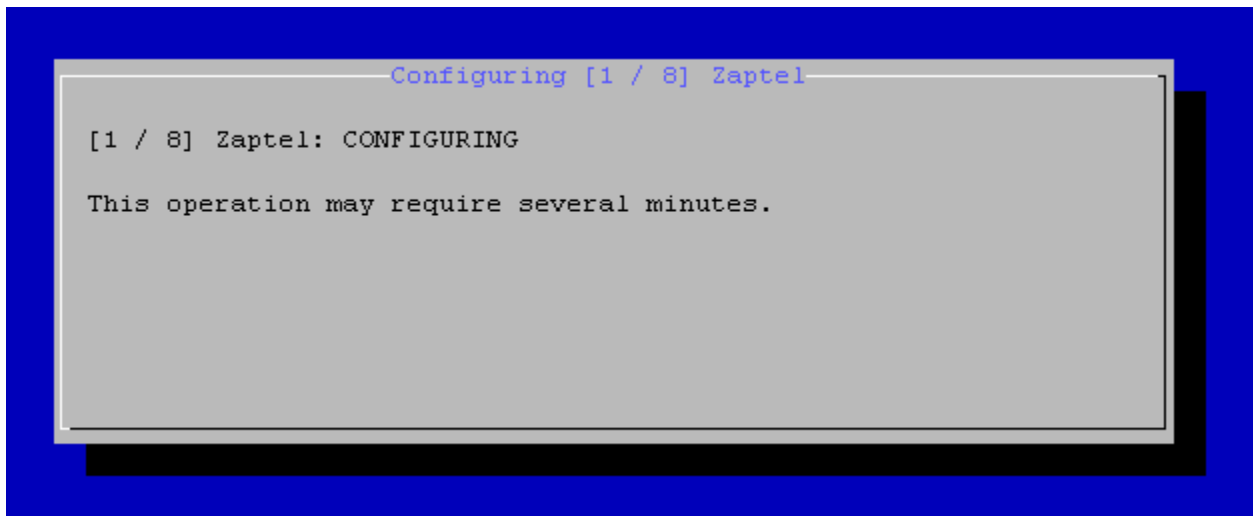 Configuring [1 / 8] Zaptel
[1 / 8] Zaptel: CONFIGURING
This operation may require several minutes.